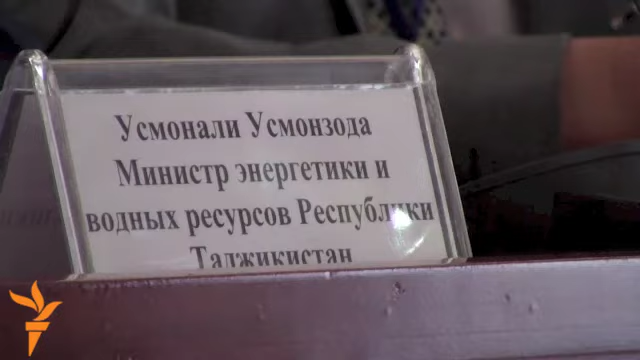 Усмонали Усмонзода
Министр энергетики и
водных ресурсов Республики
Таджикистан